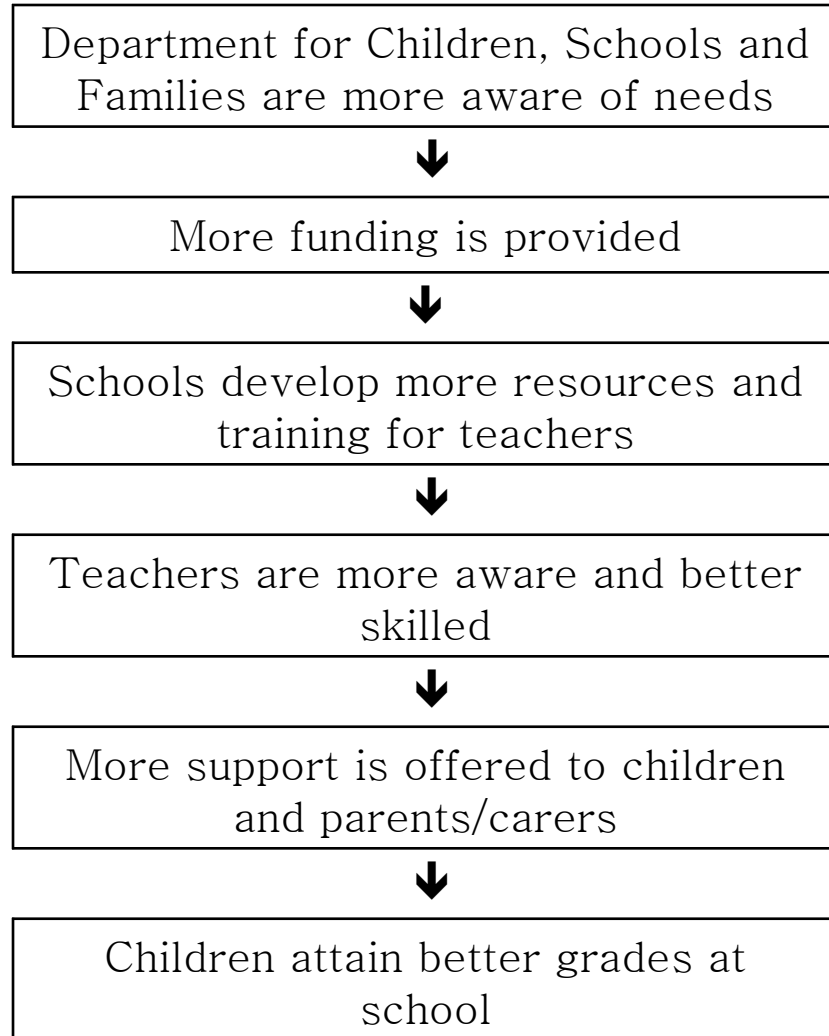 Department for Children, Schools and
Families are more aware of needs
More funding is provided
Schools develop more resources and
training for teachers
Teachers are more aware and better
skilled
More support is offered to children
and parents/carers
Children attain better grades at
school